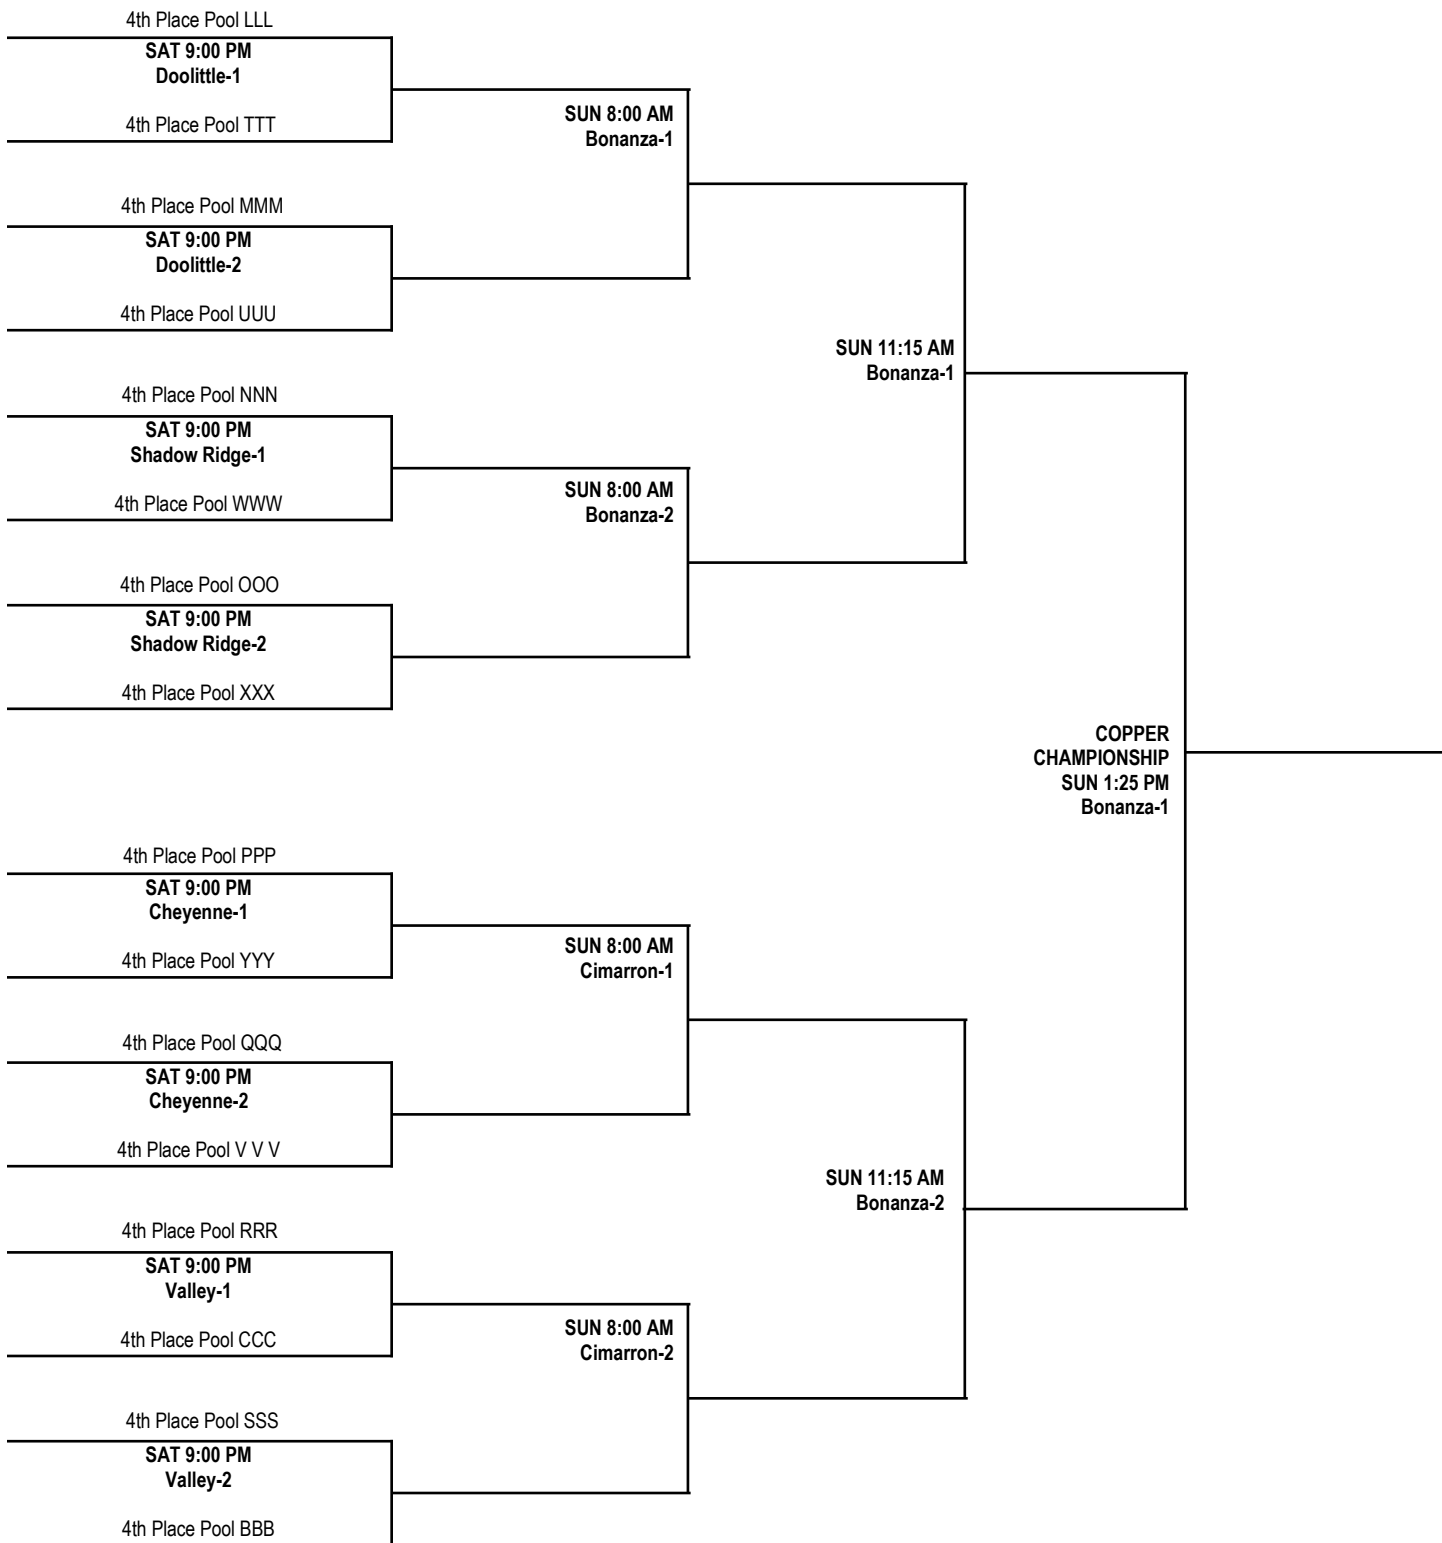 4th Place Pool LLL
SAT 9:00 PM
Doolittle-1
4th Place Pool TTT
SUN 8:00 AM
Bonanza-1
4th Place Pool MMM
SAT 9:00 PM
Doolittle-2
4th Place Pool UUU
SUN 11:15 AM
Bonanza-1
4th Place Pool NNN
SAT 9:00 PM
Shadow Ridge-1
4th Place Pool WWW
SUN 8:00 AM
Bonanza-2
4th Place Pool OOO
SAT 9:00 PM
Shadow Ridge-2
4th Place Pool XXX
COPPER
CHAMPIONSHIP
SUN 1:25 PM
Bonanza-1
4th Place Pool PPP
SAT 9:00 PM
Cheyenne-1
4th Place Pool YYY
SUN 8:00 AM
Cimarron-1
4th Place Pool QQQ
SAT 9:00 PM
Cheyenne-2
4th Place Pool V V V
SUN 11:15 AM
Bonanza-2
4th Place Pool RRR
SAT 9:00 PM
Valley-1
4th Place Pool CCC
SUN 8:00 AM
Cimarron-2
4th Place Pool SSS
SAT 9:00 PM
Valley-2
4th Place Pool BBB